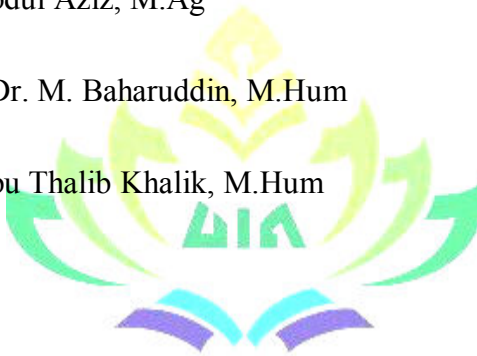 bdul Aziz, M.Ag
Dr. M. Baharuddin, M.Hum
bu Thalib Khalik, M.Hum
UIN